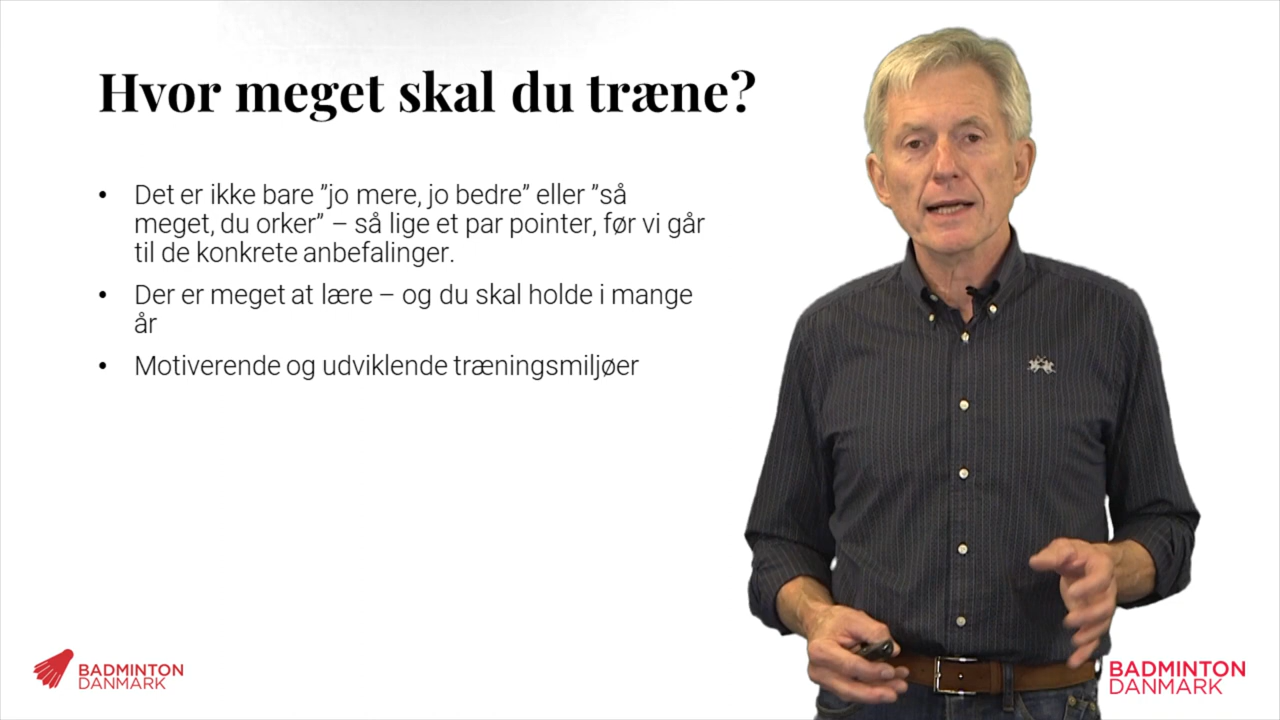 Hvor meget skal du træne?
• Det er ikke bare ”jo mere, jo bedre” eller ”så
meget, du orker” – så lige et par pointer, før vi går
til de konkrete anbefalinger.
• Der er meget at lære – og du skal holde i mange
år
• Motiverende og udviklende træningsmiljøer
BADMINTON
DANMARK
BADMINTON
DANMARK